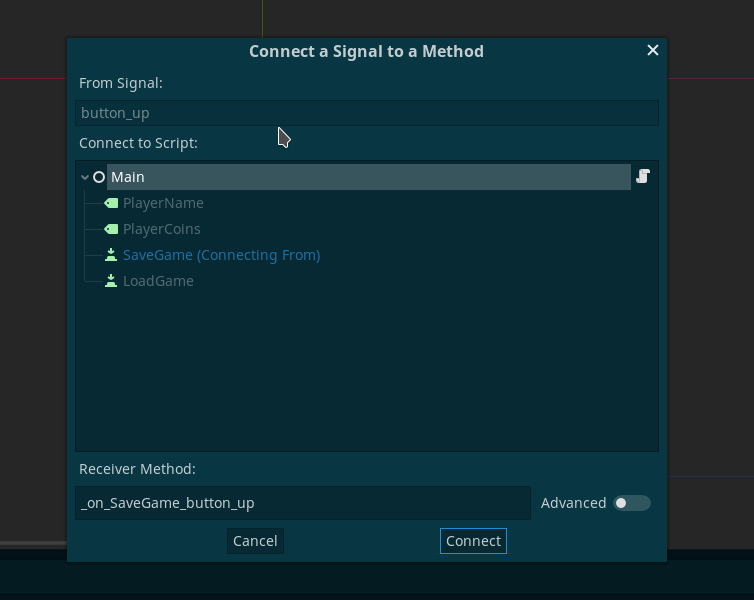 Connect a Signal to a Method
From Signal:
button_up
Connect to Script:
Main
PlayerName
PlayerCoins
SaveGame (Connecting From)
LoadGame
Receiver Method:
_on_SaveGame_button_up
Advanced
Cancel
Connect